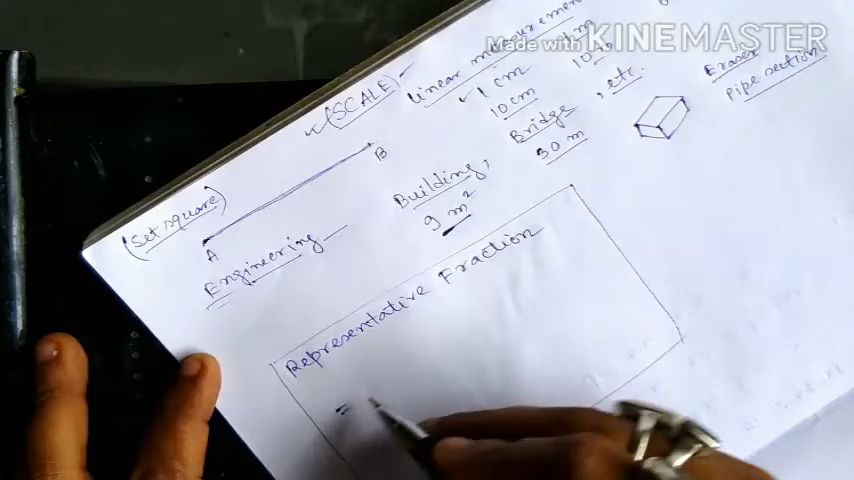 Made with KINEMASTER
(SCALE)
Linear measurement
1 cm
10 cm
Eraser
Pipe section
(Set square)
A
B
Building,
9 m²
Bridge, etc.
30 m
Engineering
Representative Fraction
=